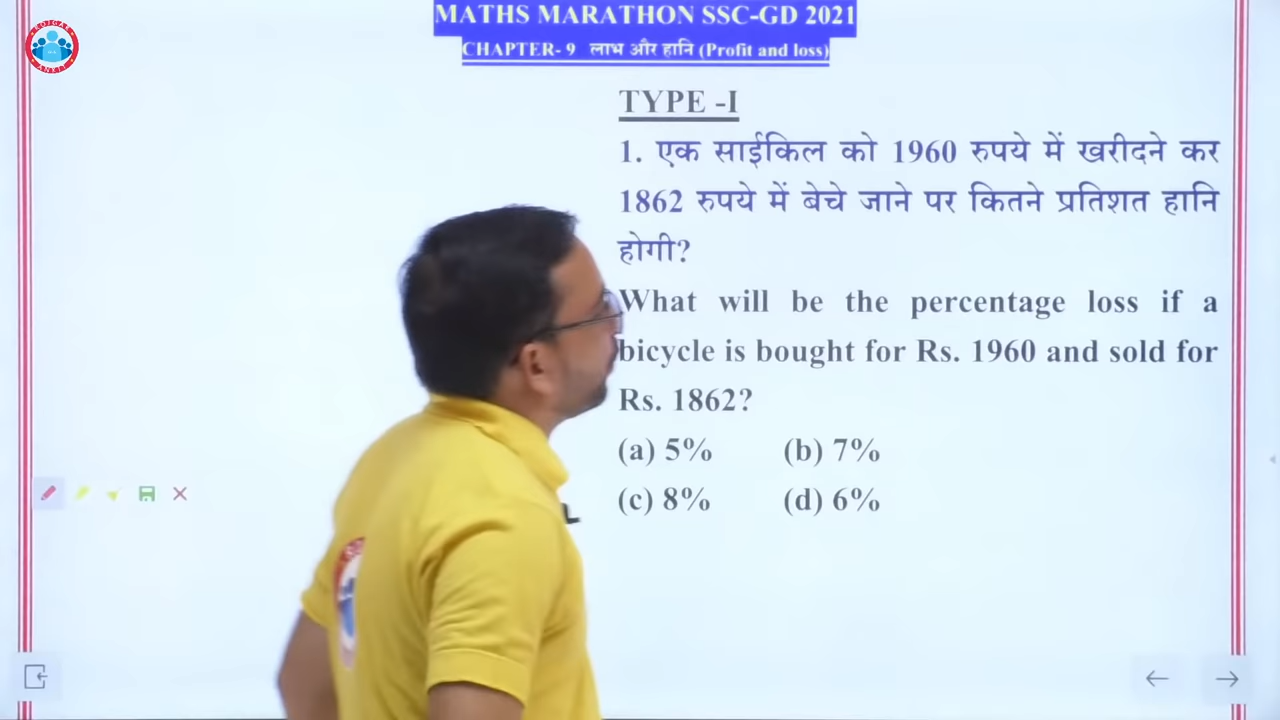 MATHS MARATHON SSC-GD 2021
CHAPTER- 9 लाभ और हानि (Profit and loss)
TYPE -I
1. एक साईकिल को 1960 रुपये में खरीदने कर
1862 रुपये में बेचे जाने पर कितने प्रतिशत हानि
होगी?
What will be the percentage loss if a
bicycle is bought for Rs. 1960 and sold for
Rs. 1862?
(a) 5% (b) 7%
(c) 8% (d) 6%